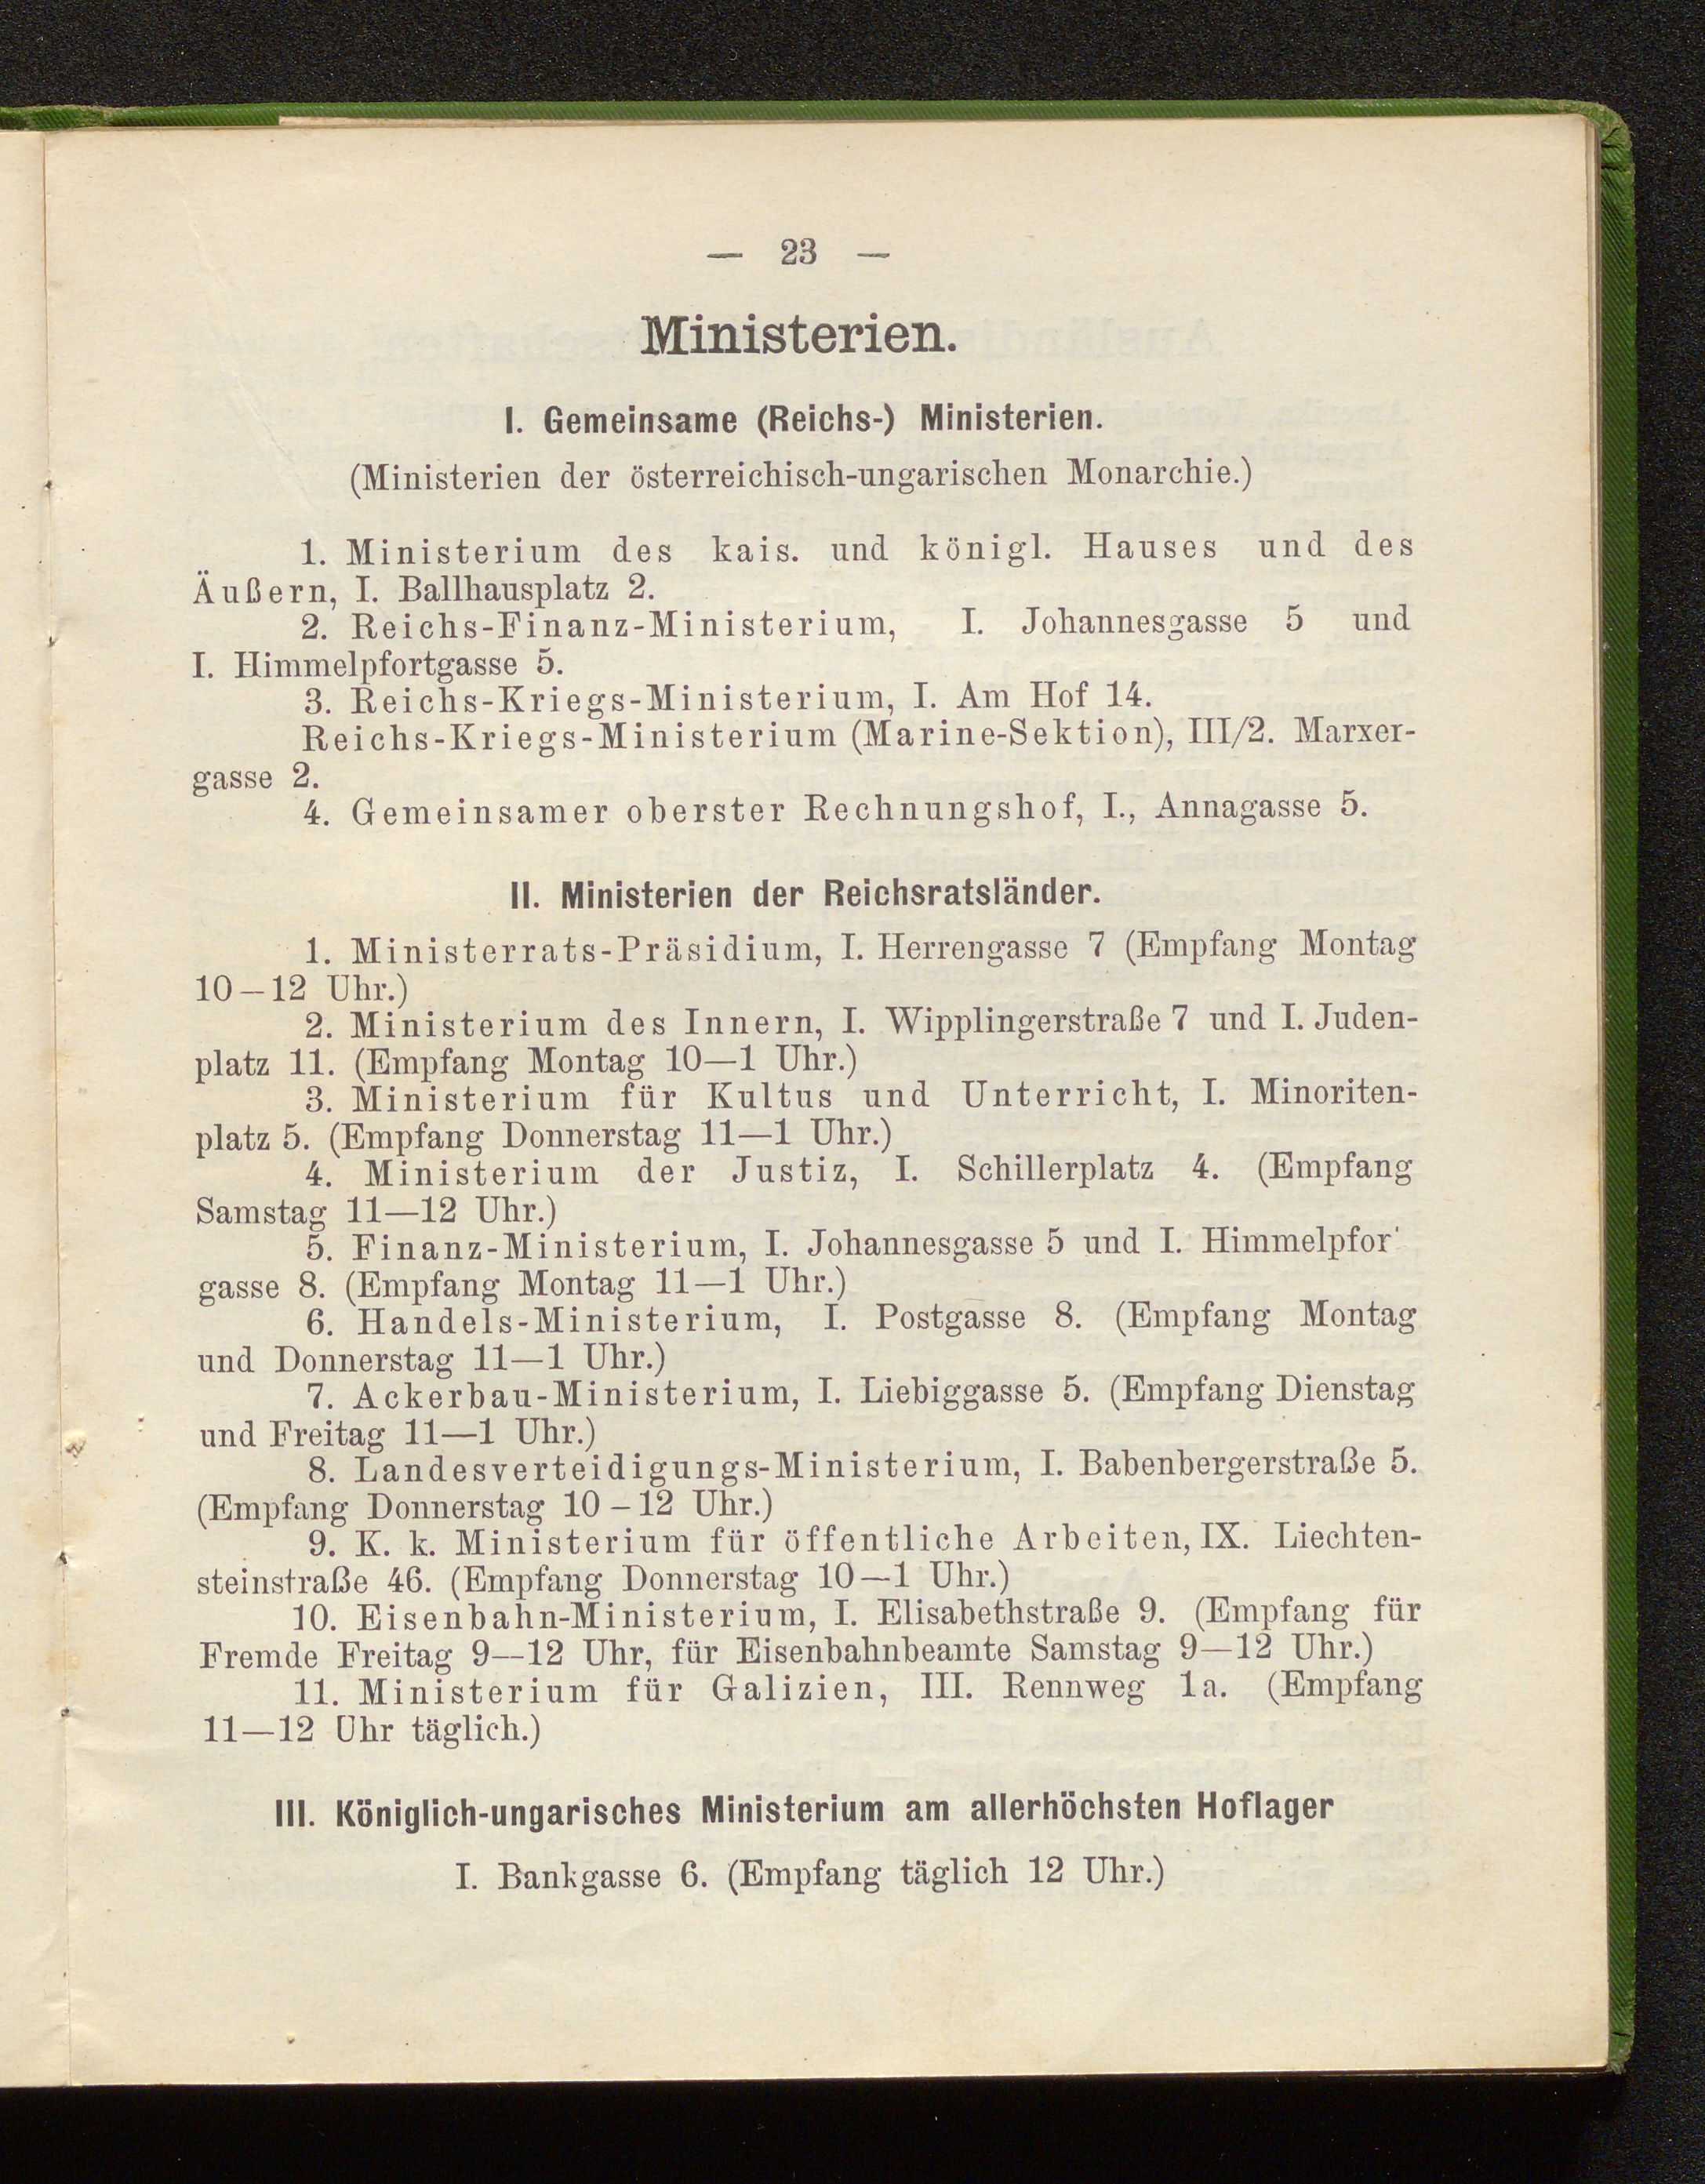 — 23 —
Ministerien.
I. Gemeinsame (Reichs-) Ministerien.
(Ministerien der österreichisch-ungarischen Monarchie.)
1. Ministerium des kais. und königl. Hauses und des
Äußern, I. Ballhausplatz 2.
2. Reichs-Finanz-Ministerium, I. Johannesgasse 5 und
I. Himmelpfortgasse 5.
3. Reichs-Kriegs-Ministerium, I. Am Hof 14.
Reichs-Kriegs-Ministerium (Marine-Sektion), III/2. Marxer-
gasse 2.
4. Gemeinsamer oberster Rechnungshof, I., Annagasse 5.
II. Ministerien der Reichsratsländer.
1. Ministerrats-Präsidium, I. Herrengasse 7 (Empfang Montag
10–12 Uhr.)
2. Ministerium des Innern, I. Wipplingerstraße 7 und I. Juden-
platz 11. (Empfang Montag 10—1 Uhr.)
3. Ministerium für Kultus und Unterricht, I. Minoriten-
platz 5. (Empfang Donnerstag 11—1 Uhr.)
4. Ministerium der Justiz, I. Schillerplatz 4. (Empfang
Samstag 11—12 Uhr.)
5. Finanz-Ministerium, I. Johannesgasse 5 und I. Himmelpfor'
gasse 8. (Empfang Montag 11—1 Uhr.)
6. Handels-Ministerium, I. Postgasse 8. (Empfang Montag
und Donnerstag 11—1 Uhr.)
7. Ackerbau-Ministerium, I. Liebiggasse 5. (Empfang Dienstag
und Freitag 11—1 Uhr.)
8. Landesverteidigungs-Ministerium, I. Babenbergerstraße 5.
(Empfang Donnerstag 10–12 Uhr.)
9. K. k. Ministerium für öffentliche Arbeiten, IX. Liechten-
steinstraße 46. (Empfang Donnerstag 10—1 Uhr.)
10. Eisenbahn-Ministerium, I. Elisabethstraße 9. (Empfang für
Fremde Freitag 9—12 Uhr, für Eisenbahnbeamte Samstag 9—12 Uhr.)
11. Ministerium für Galizien, III. Rennweg 1a. (Empfang
11—12 Uhr täglich.)
III. Königlich-ungarisches Ministerium am allerhöchsten Hoflager
I. Bankgasse 6. (Empfang täglich 12 Uhr.)